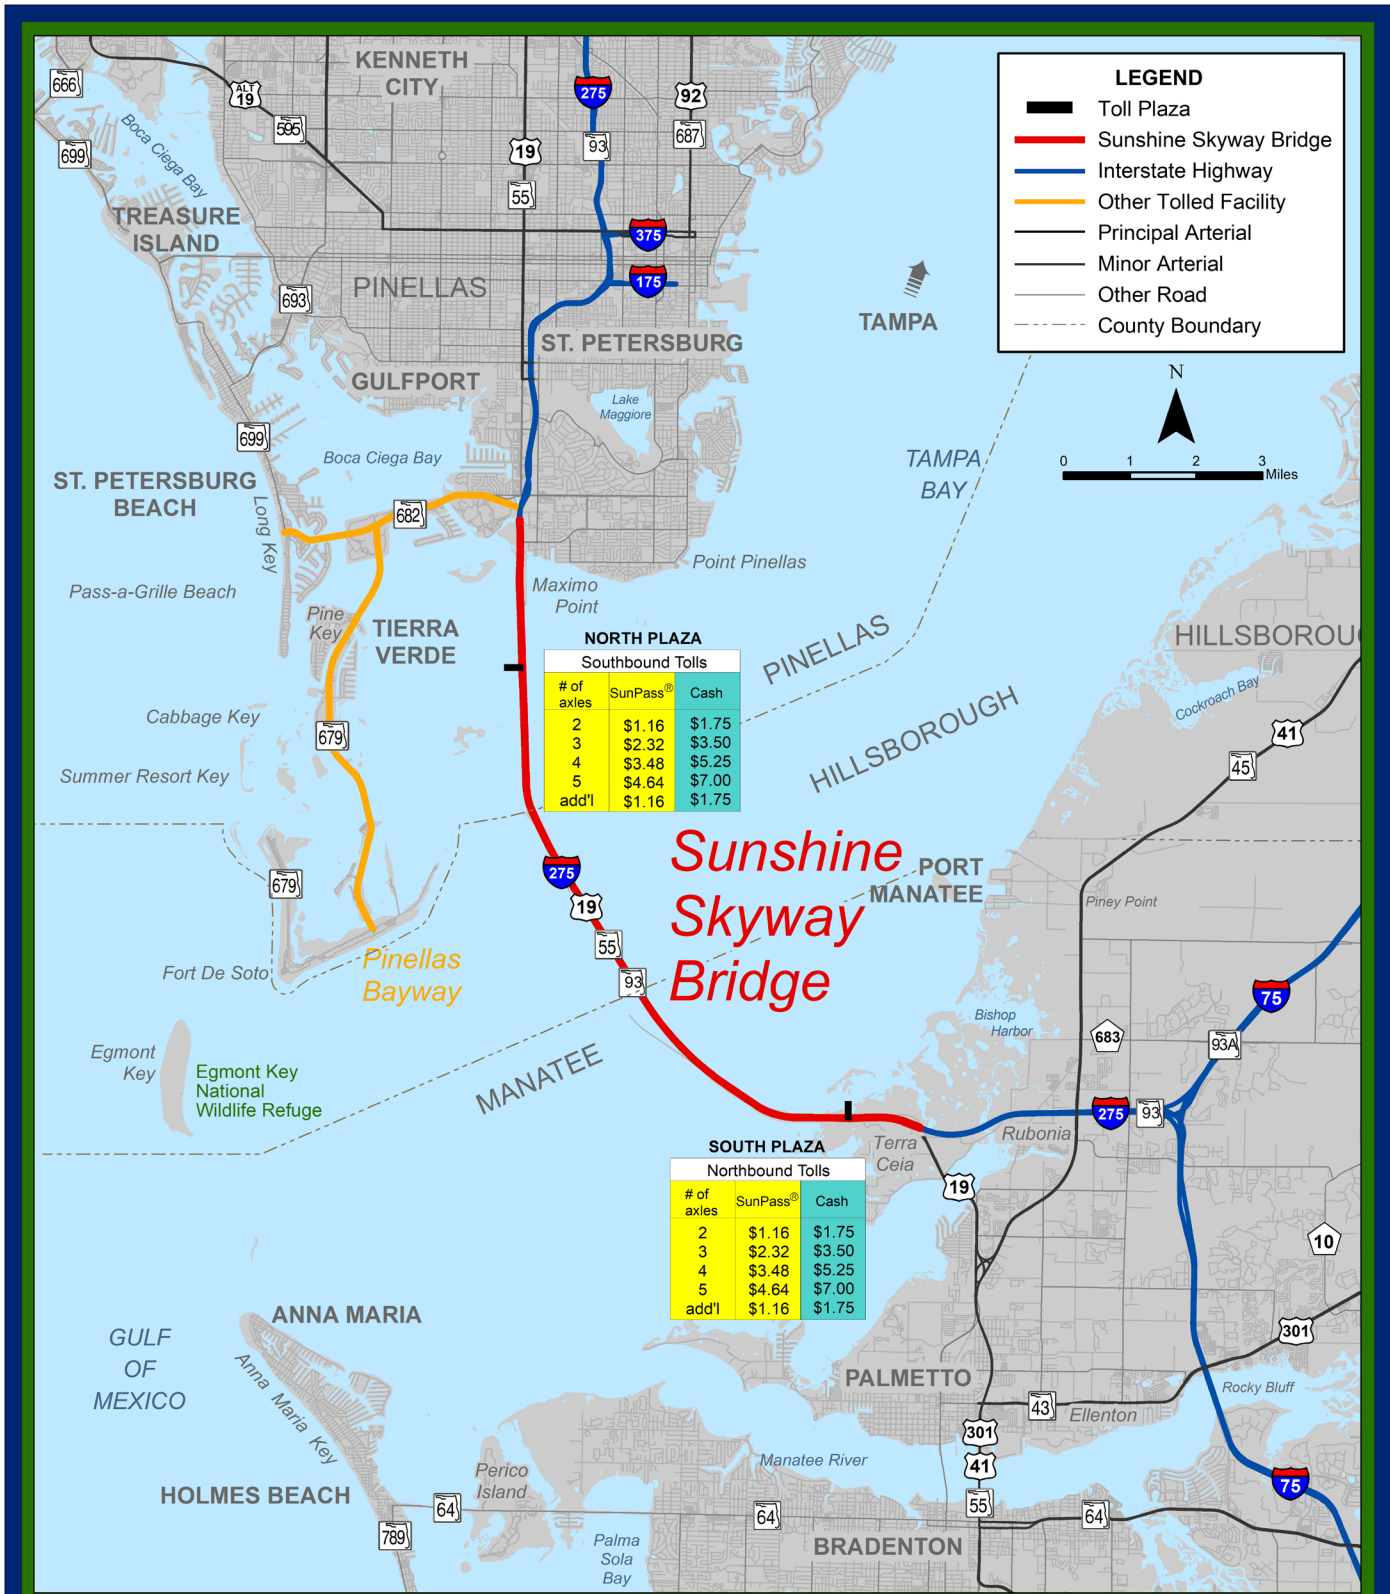 LEGEND
Toll Plaza
Sunshine Skyway Bridge
Interstate Highway
Other Tolled Facility
Principal Arterial
Minor Arterial
Other Road
County Boundary
N
0 1 2 3
Miles
KENNETH
CITY
666
ALT
19
595
275
92
687
93
19
55
699
Boca Ciega Bay
TREASURE
ISLAND
375
175
PINELLAS
693
ST. PETERSBURG
TAMPA
GULFPORT
Lake
Maggiore
699
Boca Ciega Bay
TAMPA
BAY
ST. PETERSBURG
BEACH
Long Key
682
Point Pinellas
Pass-a-Grille Beach
Maximo
Point
Pine
Key
TIERRA
VERDE
PINELLAS
HILLSBOROUGH
HILLSBOROUG
Cockroach Bay
NORTH PLAZA
Southbound Tolls
# of
axles
SunPass® Cash
2 $1.16 $1.75
3 $2.32 $3.50
4 $3.48 $5.25
5 $4.64 $7.00
add'l $1.16 $1.75
Cabbage Key
679
Summer Resort Key
41
45
Sunshine
Skyway
Bridge
275
19
55
93
PORT
MANATEE
Piney Point
679
Fort De Soto
Pinellas
Bayway
75
Bishop
Harbor
683
93A
Egmont
Key
Egmont Key
National
Wildlife Refuge
MANATEE
275
93
Rubonia
Terra
Ceia
19
SOUTH PLAZA
Northbound Tolls
# of
axles
SunPass® Cash
2 $1.16 $1.75
3 $2.32 $3.50
4 $3.48 $5.25
5 $4.64 $7.00
add'l $1.16 $1.75
10
301
ANNA MARIA
GULF
OF
MEXICO
Anna Maria Key
PALMETTO
Rocky Bluff
43
Ellenton
301
41
55
Manatee River
75
Perico
Island
HOLMES BEACH
64
64
64
789
Palma
Sola
Bay
BRADENTON